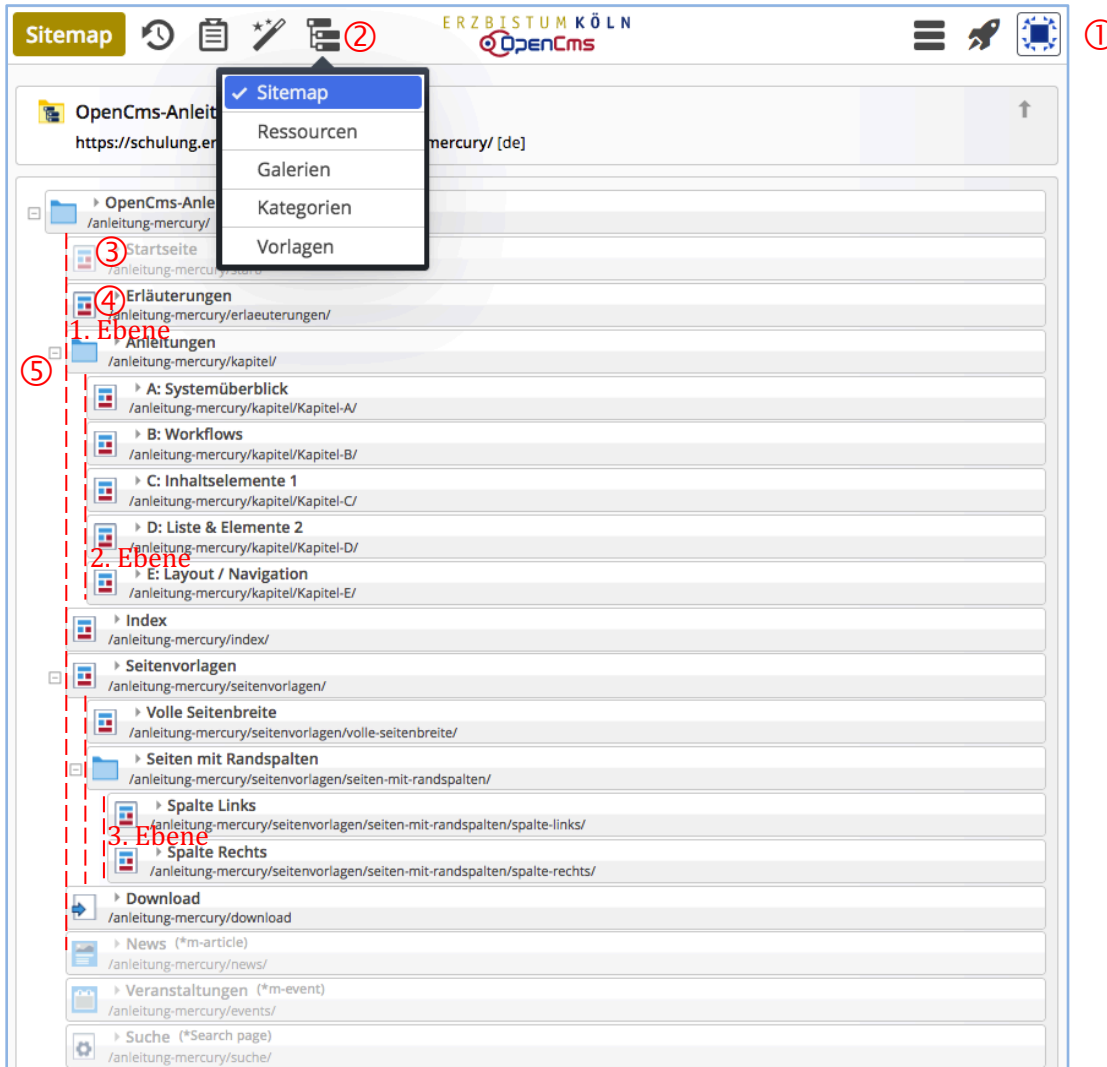 Sitemap
②
ERZBISTUM KÖLN
OpenCms
①
Sitemap
Ressourcen
Galerien
Kategorien
Vorlagen
OpenCms-Anleit
https://schulung.er mercury/ [de]
OpenCms-Anle
/anleitung-mercury/
③ Startseite
/anleitung-mercury/
④ Erläuterungen
/anleitung-mercury/erlaeuterungen/
1. Ebene
⑤ Anleitungen
/anleitung-mercury/kapitel/
A: Systemüberblick
/anleitung-mercury/kapitel/Kapitel-A/
B: Workflows
/anleitung-mercury/kapitel/Kapitel-B/
C: Inhaltselemente 1
/anleitung-mercury/kapitel/Kapitel-C/
D: Liste & Elemente 2
/anleitung-mercury/kapitel/Kapitel-D/
2. Ebene
E: Layout / Navigation
/anleitung-mercury/kapitel/Kapitel-E/
Index
/anleitung-mercury/index/
Seitenvorlagen
/anleitung-mercury/seitenvorlagen/
Volle Seitenbreite
/anleitung-mercury/seitenvorlagen/volle-seitenbreite/
Seiten mit Randspalten
/anleitung-mercury/seitenvorlagen/seiten-mit-randspalten/
Spalte Links
/anleitung-mercury/seitenvorlagen/seiten-mit-randspalten/spalte-links/
3. Ebene
Spalte Rechts
/anleitung-mercury/seitenvorlagen/seiten-mit-randspalten/spalte-rechts/
Download
/anleitung-mercury/download
News (*m-article)
/anleitung-mercury/news/
Veranstaltungen (*m-event)
/anleitung-mercury/events/
Suche (*Search page)
/anleitung-mercury/suche/